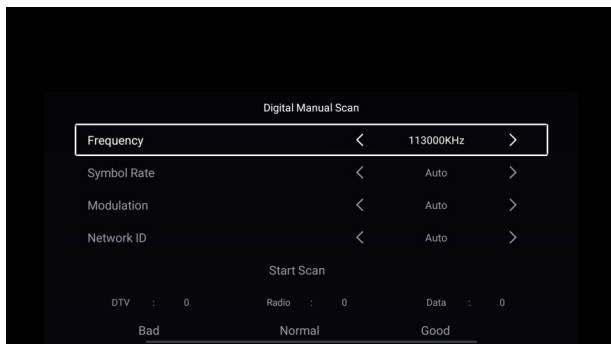 Digital Manual Scan
Frequency < 113000KHz >
Symbol Rate < Auto >
Modulation < Auto >
Network ID < Auto >
Start Scan
DTV : 0 Radio : 0 Data : 0
Bad Normal Good